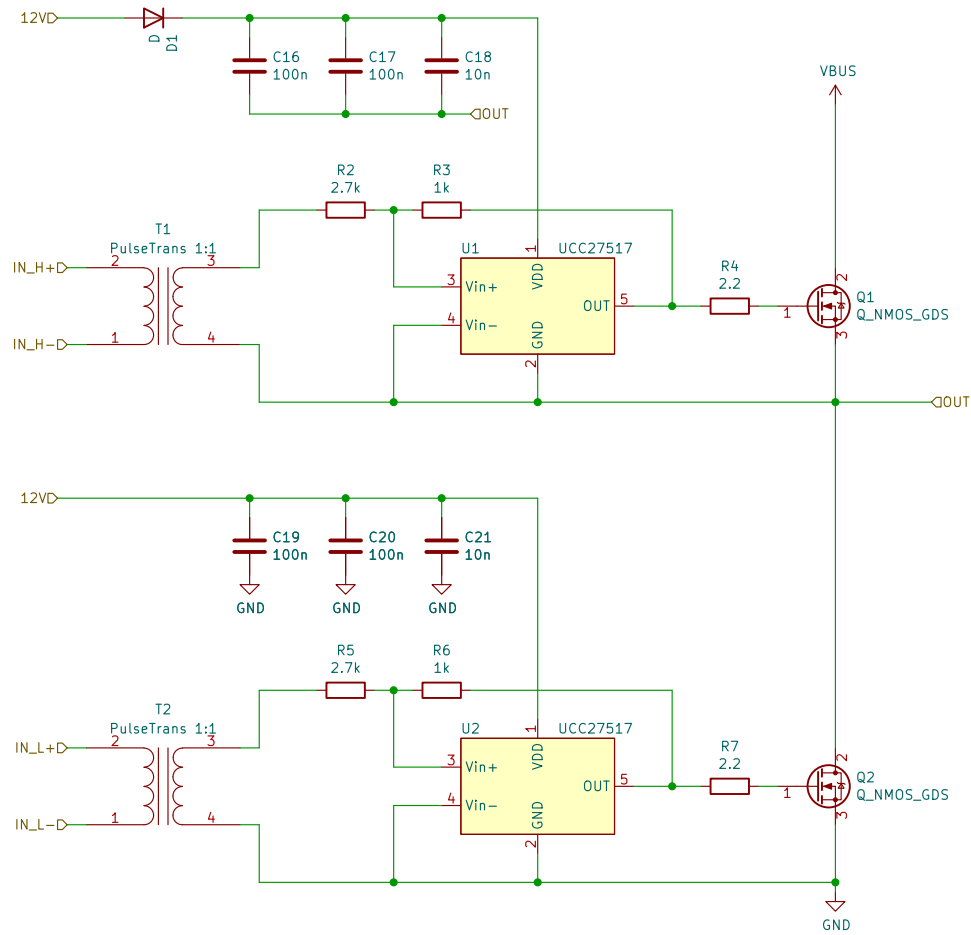 12V
D
D1
C16
100n
C17
100n
C18
10n
OUT
VBUS
R2
2.7k
R3
1k
T1
PulseTrans 1:1
IN_H+
2
3
IN_H-
1
4
U1
UCC27517
1
VDD
3
Vin+
4
Vin-
OUT
5
GND
2
R4
2.2
1
2
Q1
Q_NMOS_GDS
3
OUT
12V
C19
100n
C20
100n
C21
10n
GND
GND
GND
R5
2.7k
R6
1k
T2
PulseTrans 1:1
IN_L+
2
3
IN_L-
1
4
U2
UCC27517
1
VDD
3
Vin+
4
Vin-
OUT
5
GND
2
R7
2.2
1
2
Q2
Q_NMOS_GDS
3
GND